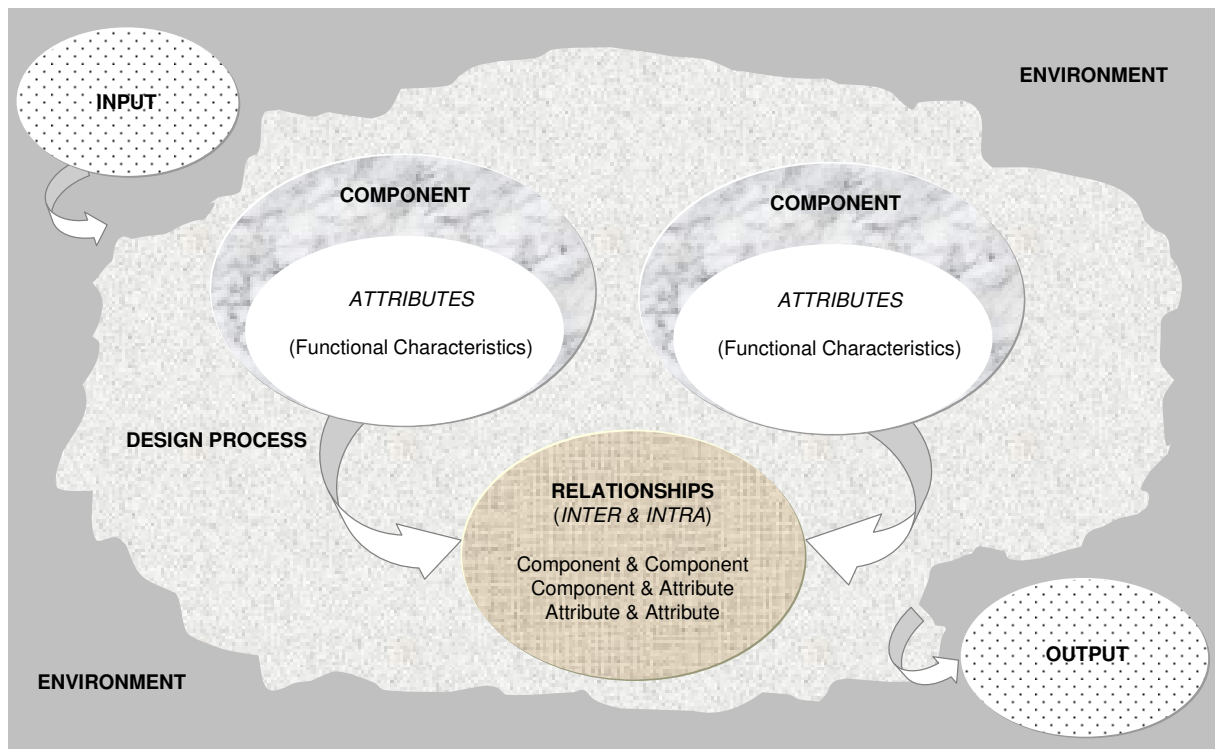 ENVIRONMENT
INPUT
COMPONENT
COMPONENT
ATTRIBUTES
ATTRIBUTES
(Functional Characteristics)
(Functional Characteristics)
DESIGN PROCESS
RELATIONSHIPS
(INTER & INTRA)
Component & Component
Component & Attribute
Attribute & Attribute
OUTPUT
ENVIRONMENT